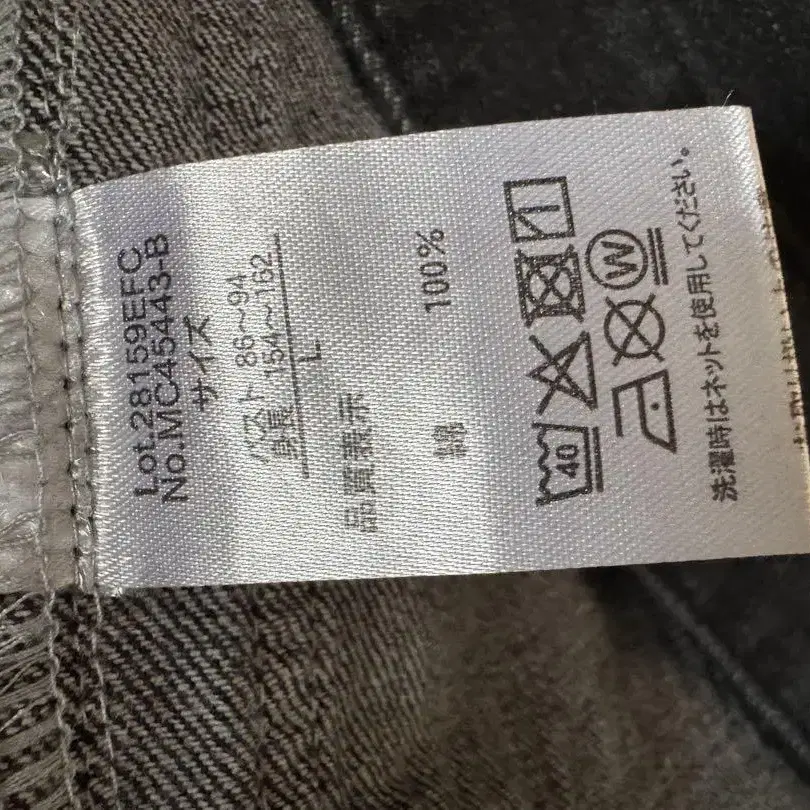 Lot.28159EFC
No.MC45443-B
サイズ
バスト 86～94
身長 154～162
L
品質表示
綿 100%
40
W
洗濯時はネットを使用してください。